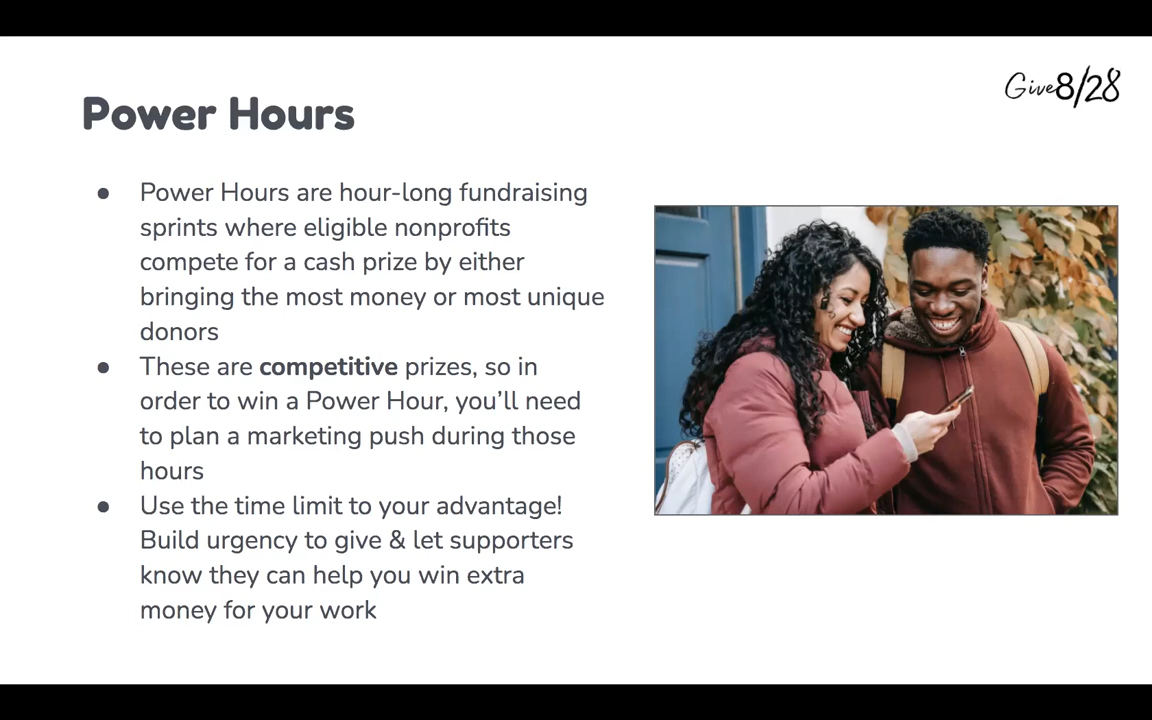 Give8/28
Power Hours
● Power Hours are hour-long fundraising
sprints where eligible nonprofits
compete for a cash prize by either
bringing the most money or most unique
donors
● These are competitive prizes, so in
order to win a Power Hour, you’ll need
to plan a marketing push during those
hours
● Use the time limit to your advantage!
Build urgency to give & let supporters
know they can help you win extra
money for your work